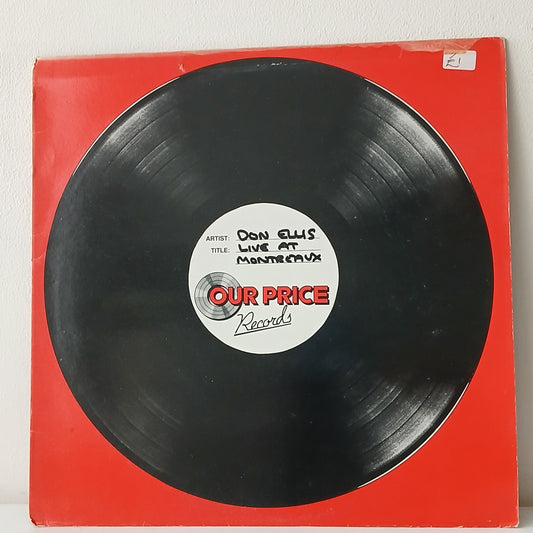 £1
ARTIST: DON ELLIS
TITLE: LIVE AT
MONTREAUX
OUR PRICE
Records